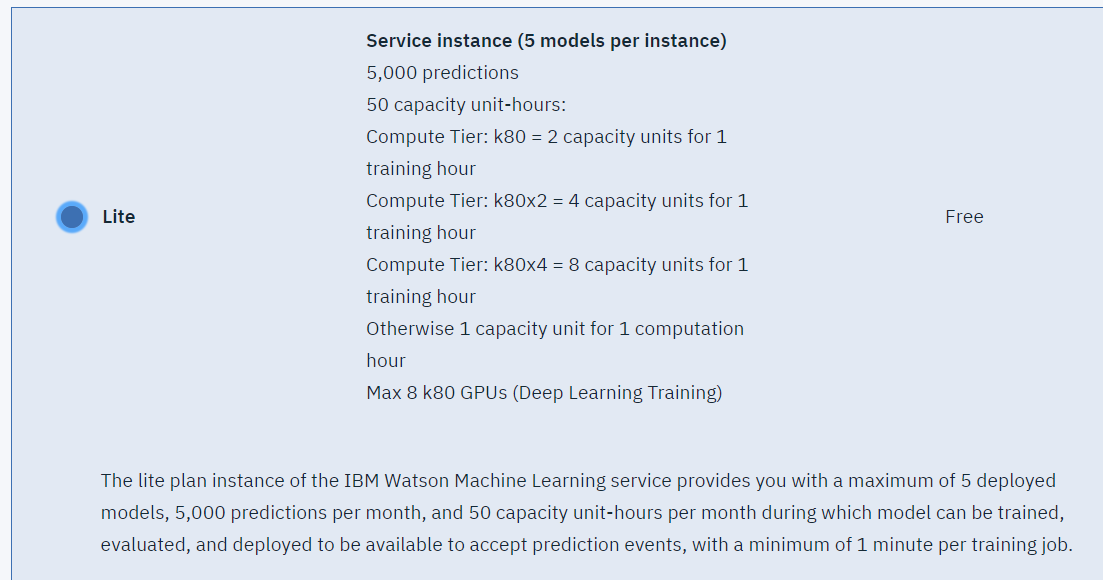 Service instance (5 models per instance)
5,000 predictions
50 capacity unit-hours:
Compute Tier: k80 = 2 capacity units for 1
training hour
Compute Tier: k80x2 = 4 capacity units for 1
training hour
Compute Tier: k80x4 = 8 capacity units for 1
training hour
Otherwise 1 capacity unit for 1 computation
hour
Max 8 k80 GPUs (Deep Learning Training)
Lite
Free
The lite plan instance of the IBM Watson Machine Learning service provides you with a maximum of 5 deployed
models, 5,000 predictions per month, and 50 capacity unit-hours per month during which model can be trained,
evaluated, and deployed to be available to accept prediction events, with a minimum of 1 minute per training job.